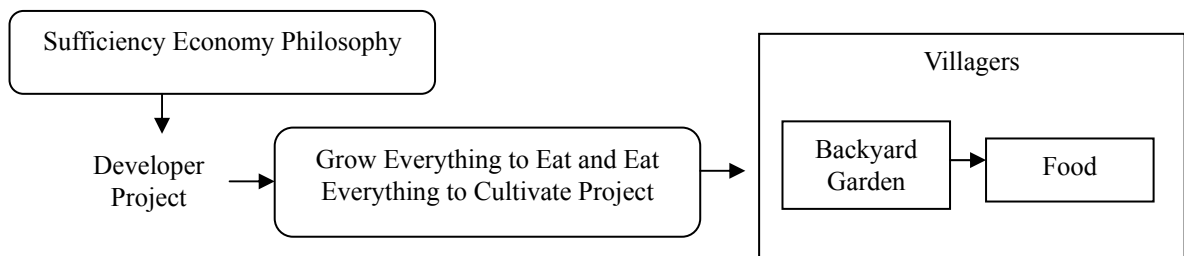 Sufficiency Economy Philosophy
Developer
Project
Grow Everything to Eat and Eat
Everything to Cultivate Project
Villagers
Backyard
Garden
Food